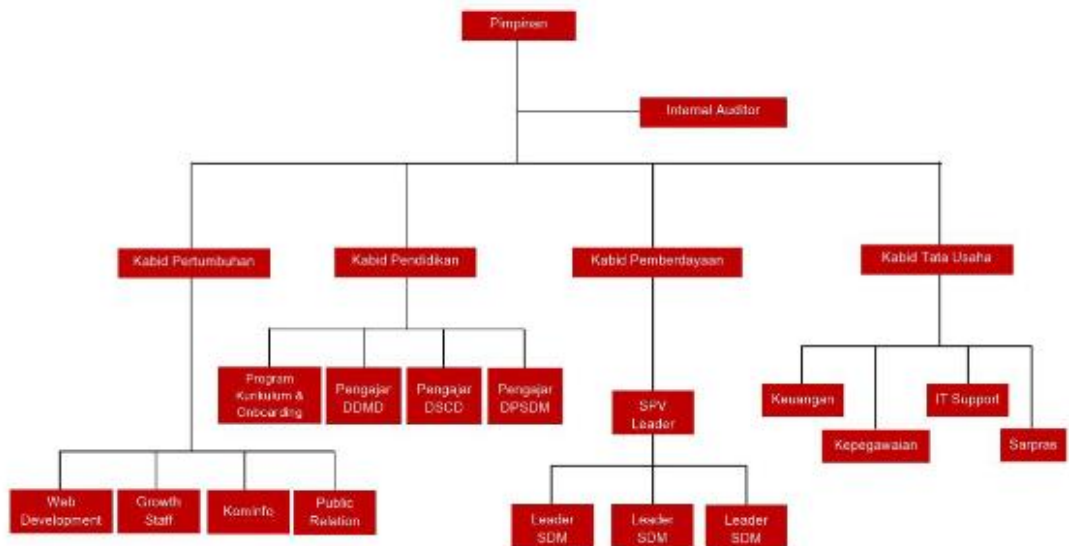 Pimpinan
Internal Auditor
Kabid Pertumbuhan
Kabid Pendidikan
Kabid Pemberdayaan
Kabid Tata Usaha
Program
Kurikulum &
Onboarding
Pengajar
DDMD
Pengajar
DSCD
Pengajar
DPSDM
SPV
Leader
Keuangan
IT Support
Kepegawaian
Sarpras
Web
Development
Growth
Staff
Kominfo
Public
Relation
Leader
SDM
Leader
SDM
Leader
SDM